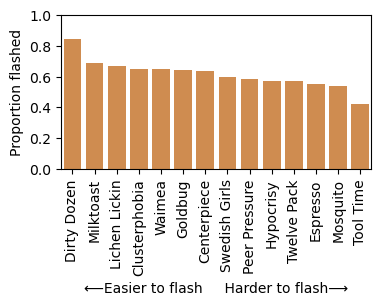 Proportion flashed
1.0
0.8
0.6
0.4
0.2
0.0
Dirty Dozen
Milktoast
Lichen Lickin
Clusterphobia
Waimea
Goldbug
Centerpiece
Swedish Girls
Peer Pressure
Hypocrisy
Twelve Pack
Espresso
Mosquito
Tool Time
⟵Easier to flash Harder to flash⟶